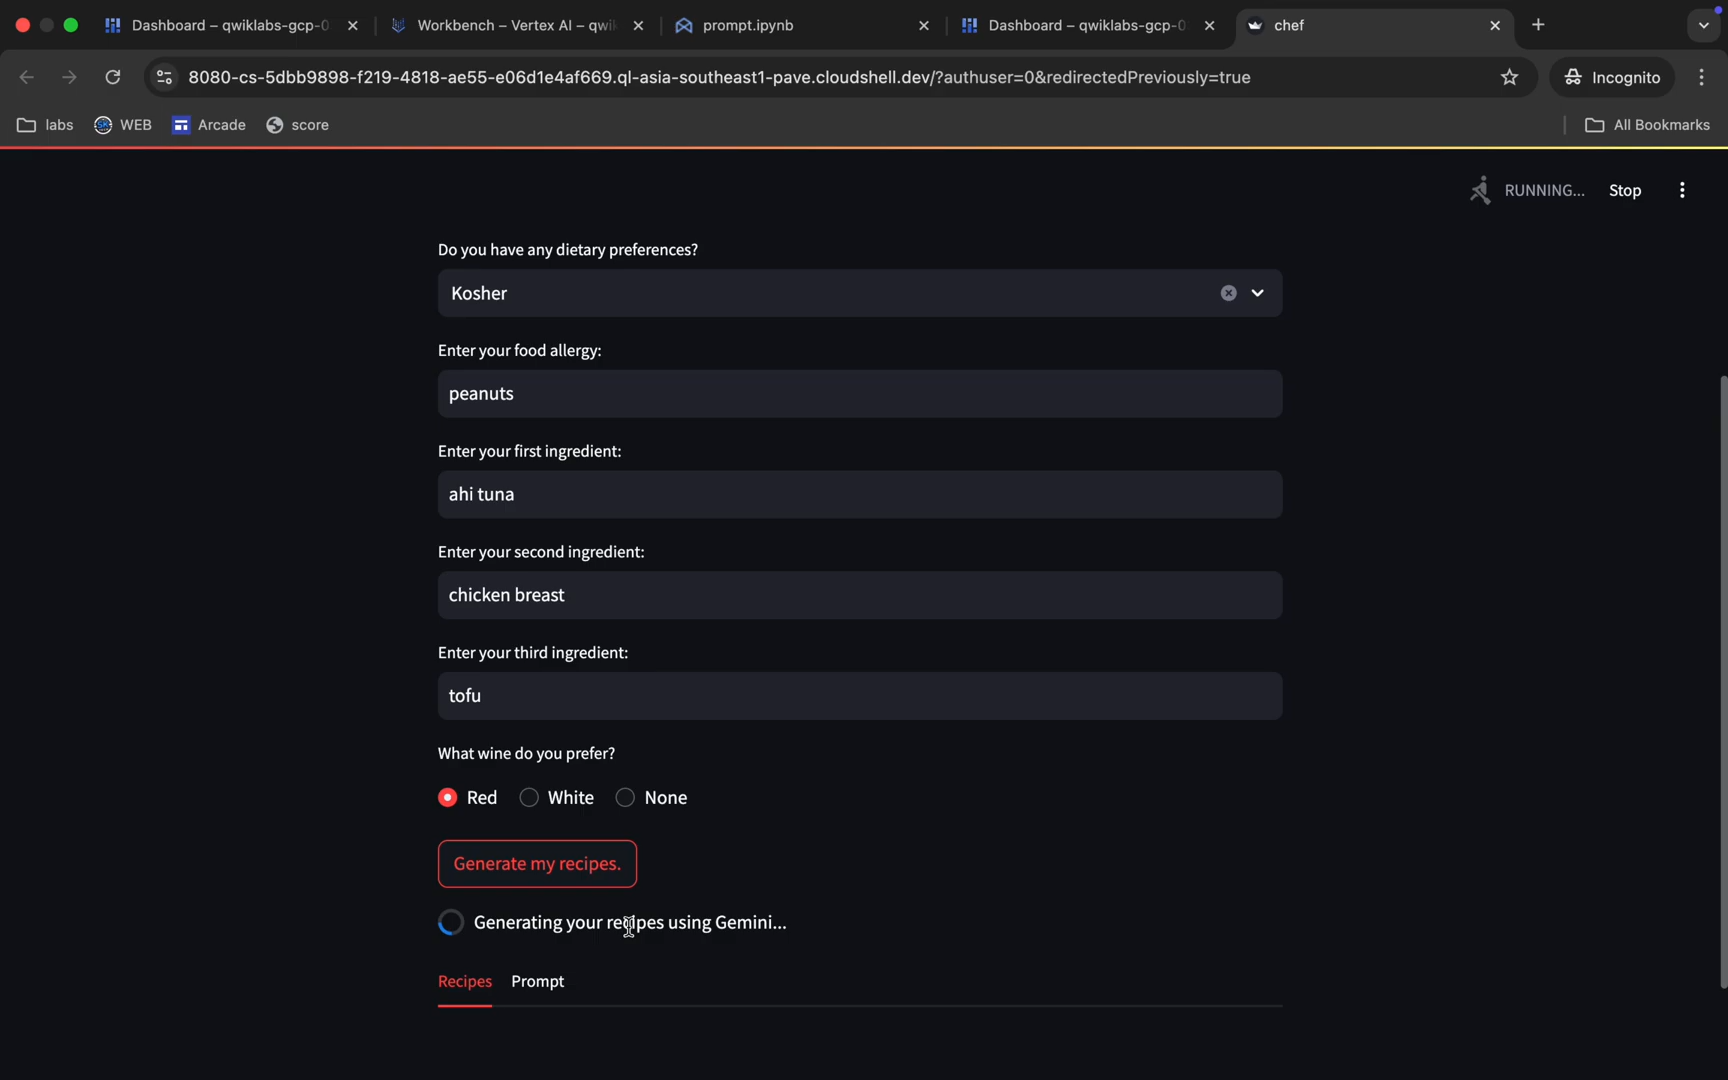 Dashboard – qwiklabs-gcp-0
Workbench – Vertex AI – qwi
prompt.ipynb
Dashboard – qwiklabs-gcp-0
chef
8080-cs-5dbb9898-f219-4818-ae55-e06d1e4af669.ql-asia-southeast1-pave.cloudshell.dev/?authuser=0&redirectedPreviously=true
Incognito
labs
WEB
Arcade
score
All Bookmarks
RUNNING...
Stop
Do you have any dietary preferences?
Kosher
Enter your food allergy:
peanuts
Enter your first ingredient:
ahi tuna
Enter your second ingredient:
chicken breast
Enter your third ingredient:
tofu
What wine do you prefer?
Red
White
None
Generate my recipes.
Generating your recipes using Gemini...
Recipes
Prompt